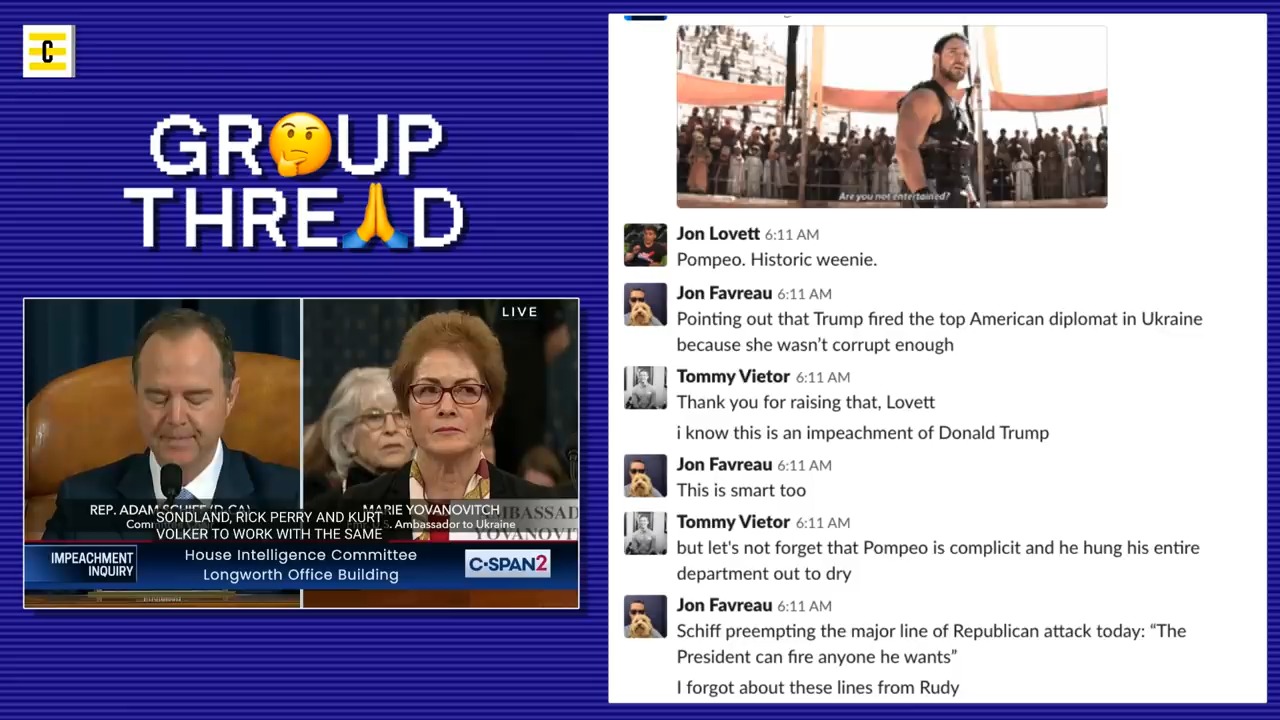 C
GR🤔UP
THRE🙏D
LIVE
REP. ADAM SCHIFF (D-CA)
MARIE YOVANOVITCH
Ambassador to Ukraine
SONDLAND, RICK PERRY AND KURT
VOLKER TO WORK WITH THE SAME
IMPEACHMENT
INQUIRY
House Intelligence Committee
Longworth Office Building
C·SPAN2
Are you not entertained?
Jon Lovett 6:11 AM
Pompeo. Historic weenie.
Jon Favreau 6:11 AM
Pointing out that Trump fired the top American diplomat in Ukraine
because she wasn’t corrupt enough
Tommy Vietor 6:11 AM
Thank you for raising that, Lovett
i know this is an impeachment of Donald Trump
Jon Favreau 6:11 AM
This is smart too
Tommy Vietor 6:11 AM
but let's not forget that Pompeo is complicit and he hung his entire
department out to dry
Jon Favreau 6:11 AM
Schiff preempting the major line of Republican attack today: “The
President can fire anyone he wants”
I forgot about these lines from Rudy